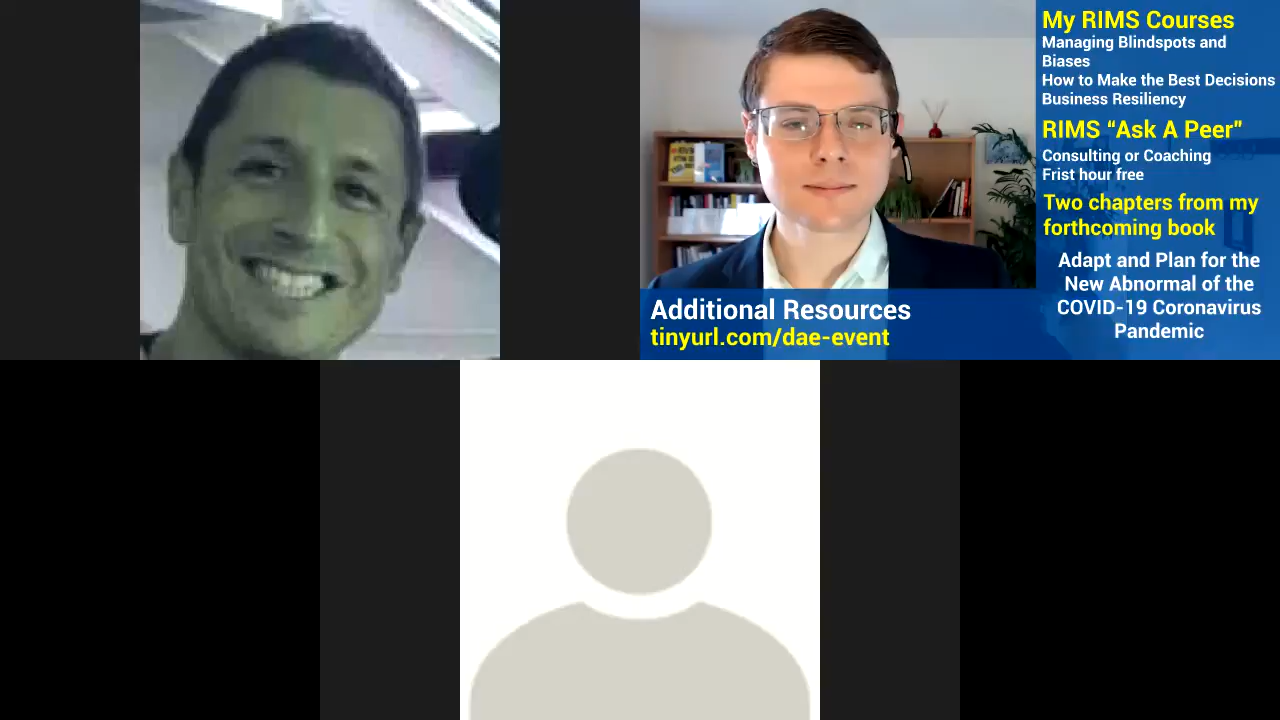 My RIMS Courses
Managing Blindspots and
Biases
How to Make the Best Decisions
Business Resiliency
RIMS “Ask A Peer”
Consulting or Coaching
Frist hour free
Two chapters from my
forthcoming book
Adapt and Plan for the
New Abnormal of the
COVID-19 Coronavirus
Pandemic
Additional Resources
tinyurl.com/dae-event